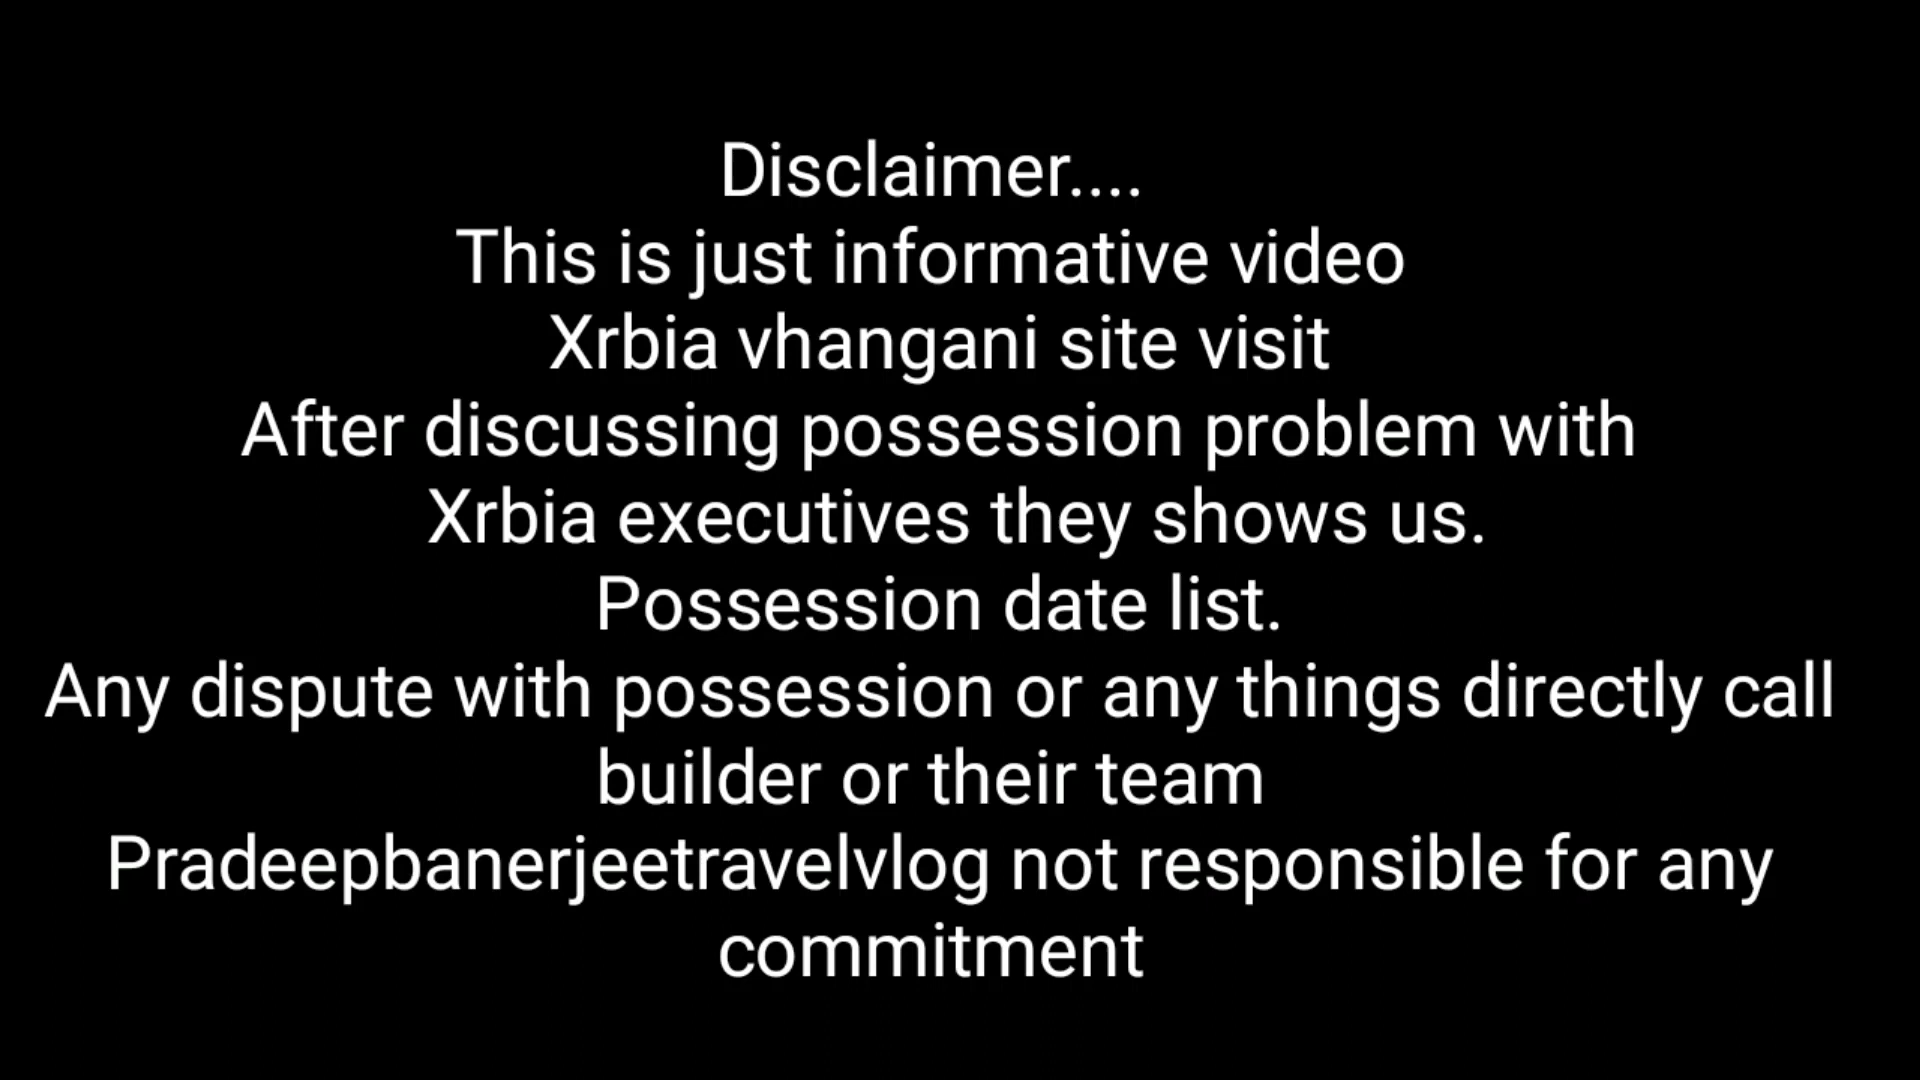 Disclaimer....
This is just informative video
Xrbia vhangani site visit
After discussing possession problem with
Xrbia executives they shows us.
Possession date list.
Any dispute with possession or any things directly call
builder or their team
Pradeepbanerjeetravelvlog not responsible for any
commitment